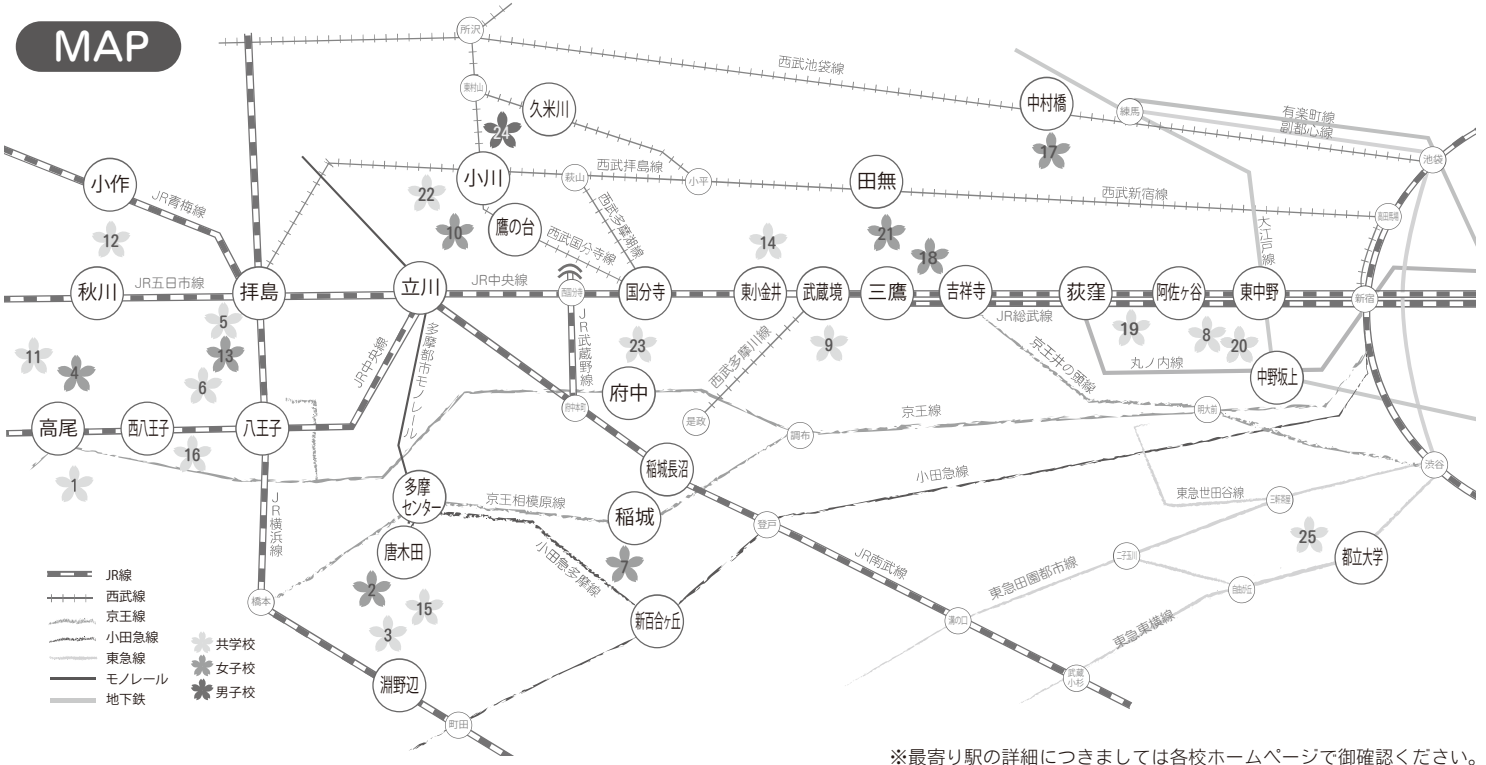 MAP
所沢
西武池袋線
東村山
久米川
中村橋
練馬
有楽町線
副都心線
24
17
池袋
小作
小川
萩山
西武拝島線
小平
田無
西武新宿線
JR青梅線
22
鷹の台
西武多摩湖線
高田馬場
12
10
西武国分寺線
14
21
18
大江戸線
秋川
JR五日市線
拝島
立川
JR中央線
西国分寺
国分寺
東小金井
武蔵境
三鷹
吉祥寺
荻窪
阿佐ヶ谷
東中野
新宿
JR総武線
5
多摩都市モノレール
JR武蔵野線
23
西武多摩川線
9
京王井の頭線
19
8
20
11
4
13
6
JR中央線
丸ノ内線
中野坂上
府中
府中本町
是政
京王線
明大前
高尾
西八王子
八王子
調布
16
1
稲城長沼
小田急線
渋谷
多摩
センター
京王相模原線
稲城
登戸
東急世田谷線
三軒茶屋
JR横浜線
唐木田
小田急多摩線
7
JR南武線
東急田園都市線
二子玉川
25
都立大学
自由が丘
2
15
3
橋本
新百合ヶ丘
溝の口
東急東横線
淵野辺
武蔵
小杉
町田
JR線
西武線
京王線
小田急線
東急線
モノレール
地下鉄
共学校
女子校
男子校
※最寄り駅の詳細につきましては各校ホームページで御確認ください。